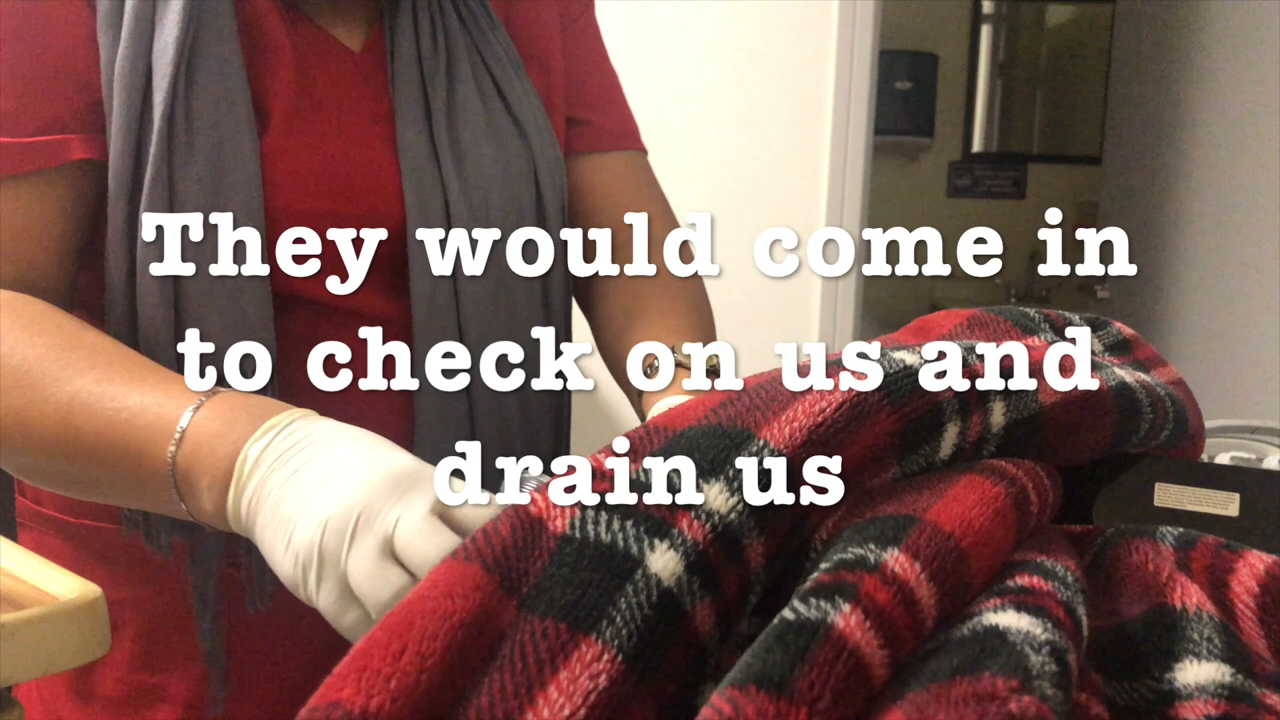 They would come in
to check on us and
drain us